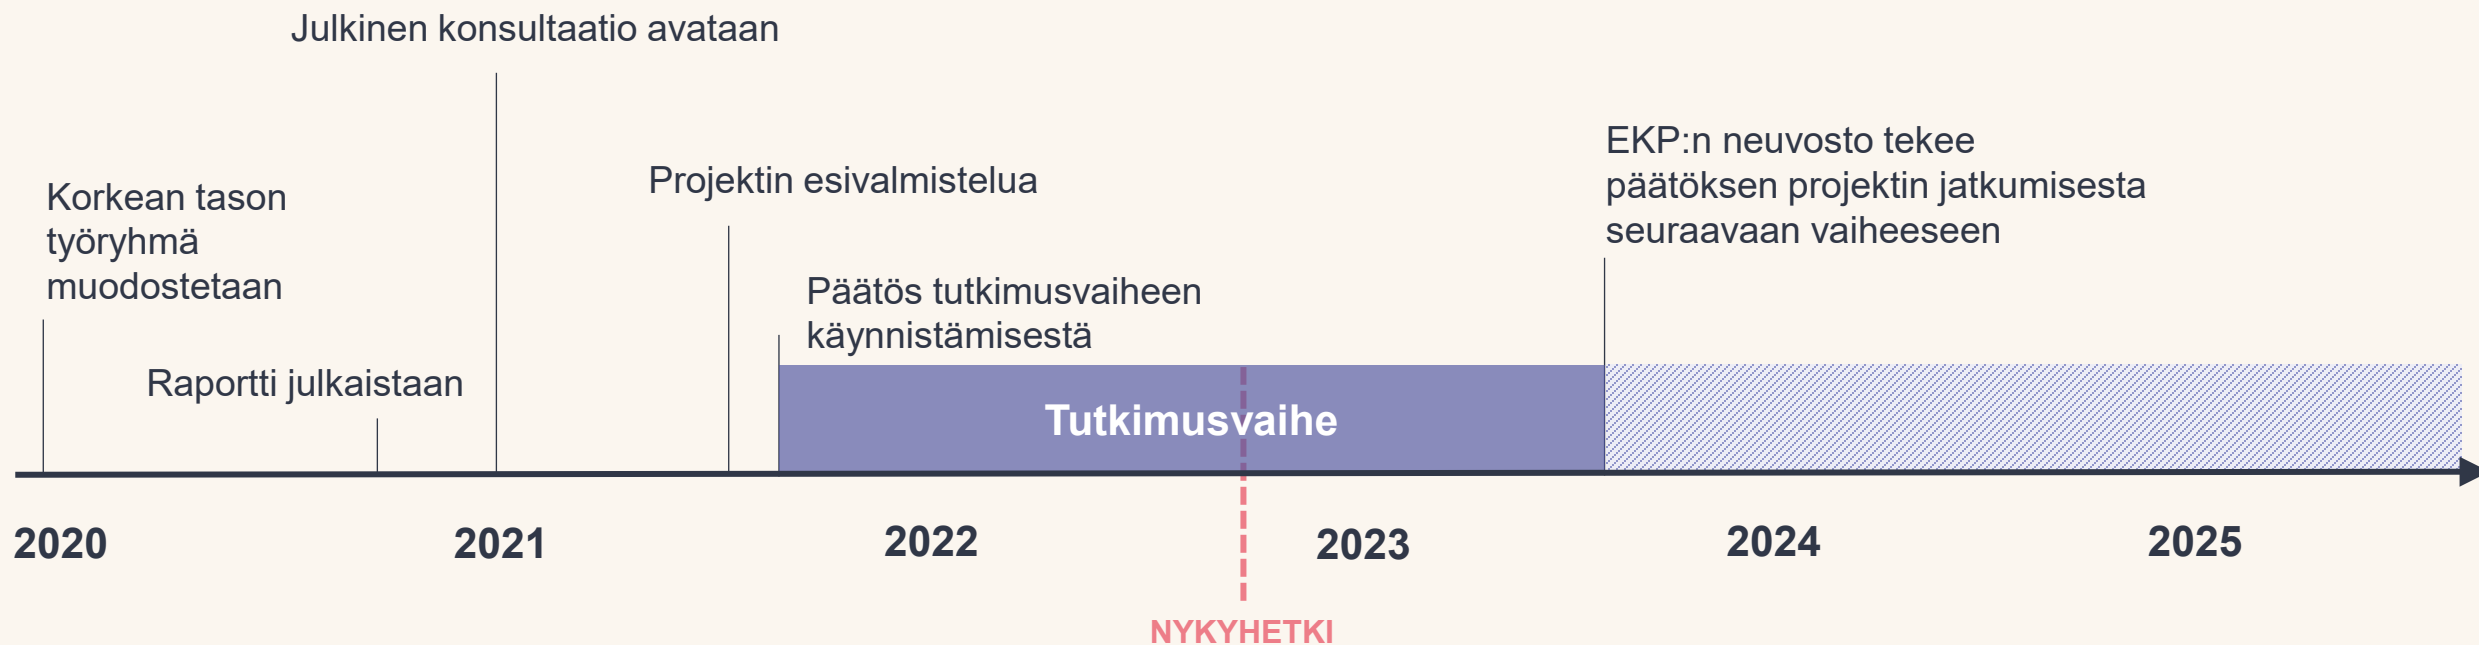 Julkinen konsultaatio avataan
Korkean tason
työryhmä
muodostetaan
Raportti julkaistaan
Projektin esivalmistelua
Päätös tutkimusvaiheen
käynnistämisestä
EKP:n neuvosto tekee
päätöksen projektin jatkumisesta
seuraavaan vaiheeseen
Tutkimusvaihe
2020
2021
2022
2023
2024
2025
NYKYHETKI